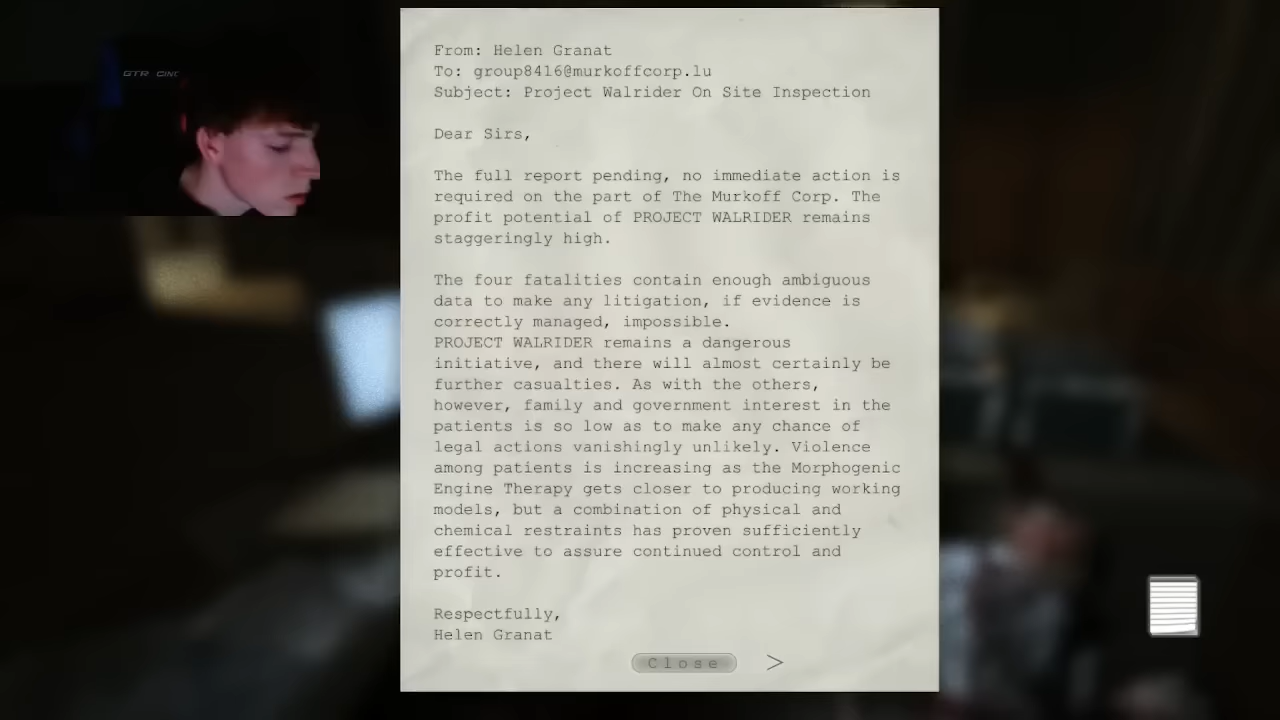 GTR
From: Helen Granat
To: group8416@murkoffcorp.lu
Subject: Project Walrider On Site Inspection
Dear Sirs,
The full report pending, no immediate action is
required on the part of The Murkoff Corp. The
profit potential of PROJECT WALRIDER remains
staggeringly high.
The four fatalities contain enough ambiguous
data to make any litigation, if evidence is
correctly managed, impossible.
PROJECT WALRIDER remains a dangerous
initiative, and there will almost certainly be
further casualties. As with the others,
however, family and government interest in the
patients is so low as to make any chance of
legal actions vanishingly unlikely. Violence
among patients is increasing as the Morphogenic
Engine Therapy gets closer to producing working
models, but a combination of physical and
chemical restraints has proven sufficiently
effective to assure continued control and
profit.
Respectfully,
Helen Granat
Close >